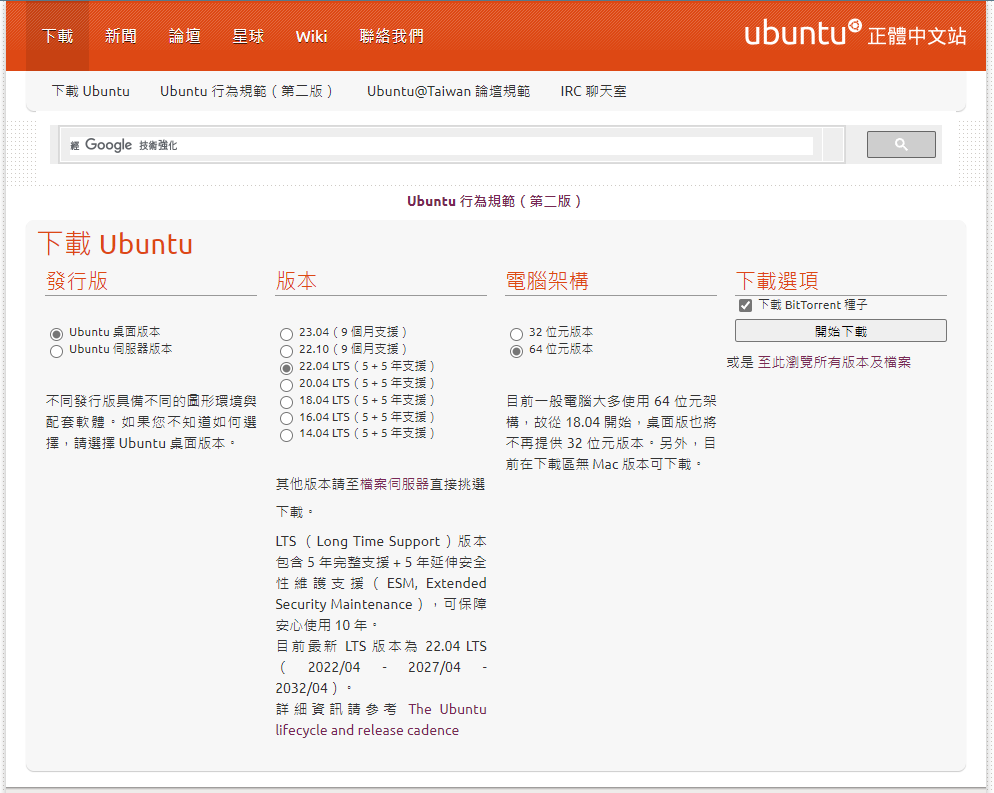 下載 新聞 論壇 星球 Wiki 聯絡我們
ubuntu 正體中文站
下載 Ubuntu Ubuntu 行為規範（第二版） Ubuntu@Taiwan 論壇規範 IRC 聊天室
經 Google 技術強化
Ubuntu 行為規範（第二版）
下載 Ubuntu
發行版
Ubuntu 桌面版本
Ubuntu 伺服器版本
不同發行版具備不同的圖形環境與
配套軟體。如果您不知道如何選
擇，請選擇 Ubuntu 桌面版本。
版本
23.04（9 個月支援）
22.10（9 個月支援）
22.04 LTS（5 + 5 年支援）
20.04 LTS（5 + 5 年支援）
18.04 LTS（5 + 5 年支援）
16.04 LTS（5 + 5 年支援）
14.04 LTS（5 + 5 年支援）
其他版本請至檔案伺服器直接挑選
下載。
LTS （ Long Time Support ）版本
包含 5 年完整支援 + 5 年延伸安全
性維護支援（ ESM, Extended
Security Maintenance ），可保障
安心使用 10 年。
目前最新 LTS 版本為 22.04 LTS
（ 2022/04 - 2027/04 -
2032/04 ）。
詳細資訊請參考 The Ubuntu
lifecycle and release cadence
電腦架構
32 位元版本
64 位元版本
目前一般電腦大多使用 64 位元架
構，故從 18.04 開始，桌面版也將
不再提供 32 位元版本。另外，目
前在下載區無 Mac 版本可下載。
下載選項
下載 BitTorrent 種子
開始下載
或是 至此瀏覽所有版本及檔案